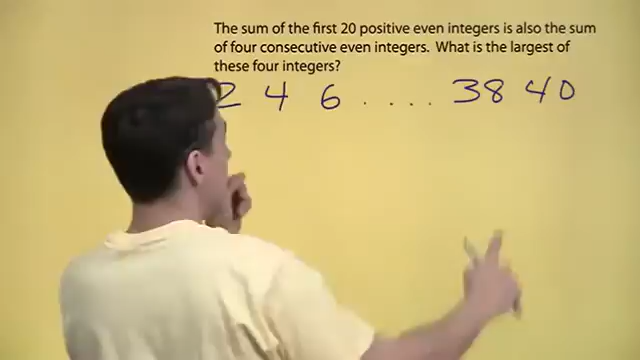 The sum of the first 20 positive even integers is also the sum
of four consecutive even integers. What is the largest of
these four integers?
2 4 6 . . . . 38 40